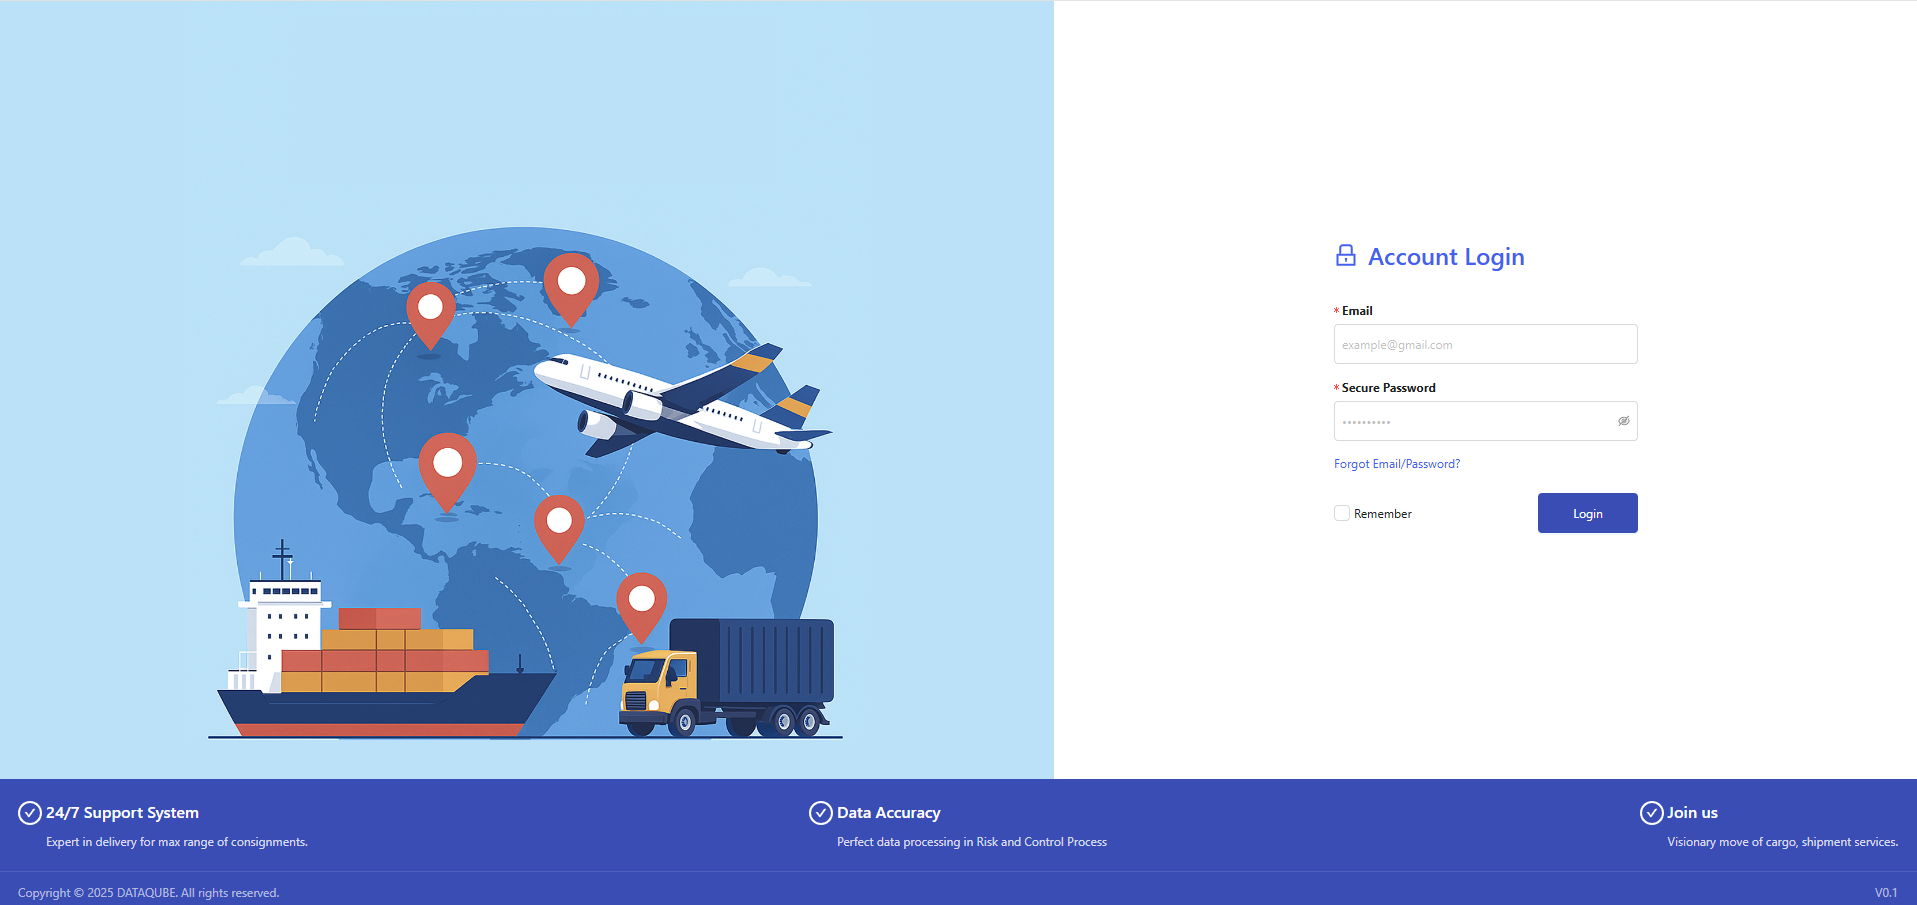 Account Login
* Email
example@gmail.com
* Secure Password
••••••••••
Forgot Email/Password?
Remember
Login
24/7 Support System
Expert in delivery for max range of consignments.
Data Accuracy
Perfect data processing in Risk and Control Process
Join us
Visionary move of cargo, shipment services.
Copyright © 2025 DATAQUBE. All rights reserved.
V0.1